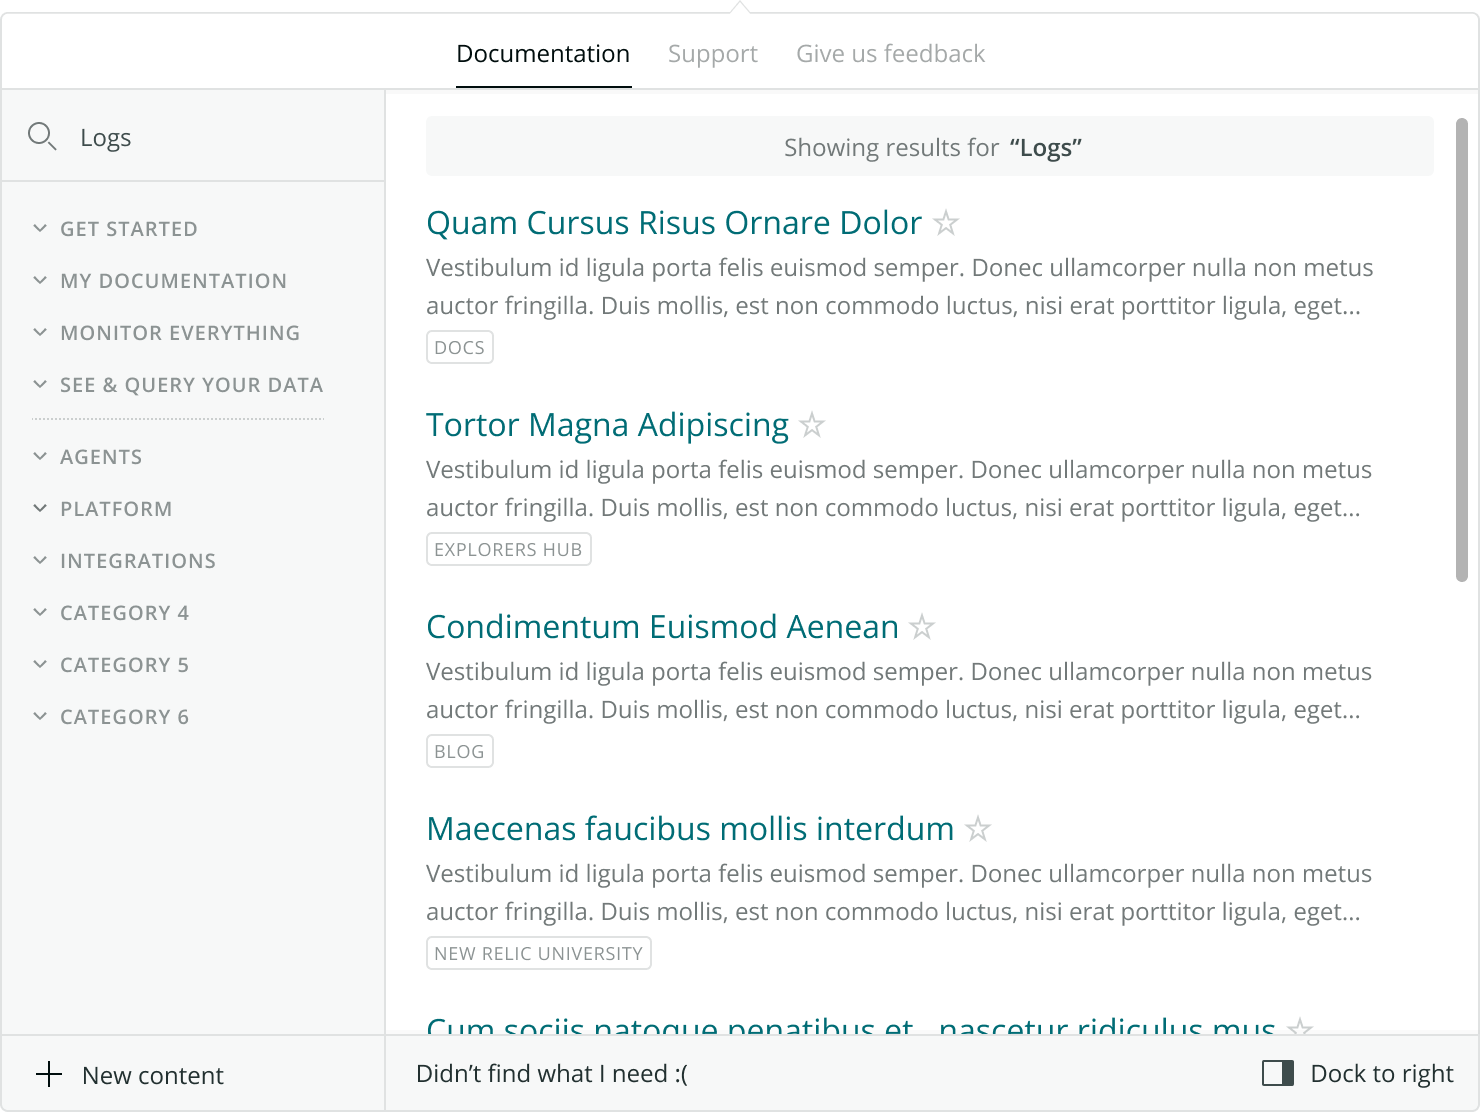 Documentation Support Give us feedback
Logs
GET STARTED
MY DOCUMENTATION
MONITOR EVERYTHING
SEE & QUERY YOUR DATA
AGENTS
PLATFORM
INTEGRATIONS
CATEGORY 4
CATEGORY 5
CATEGORY 6
New content
Showing results for “Logs”
Quam Cursus Risus Ornare Dolor
Vestibulum id ligula porta felis euismod semper. Donec ullamcorper nulla non metus
auctor fringilla. Duis mollis, est non commodo luctus, nisi erat porttitor ligula, eget...
DOCS
Tortor Magna Adipiscing
Vestibulum id ligula porta felis euismod semper. Donec ullamcorper nulla non metus
auctor fringilla. Duis mollis, est non commodo luctus, nisi erat porttitor ligula, eget...
EXPLORERS HUB
Condimentum Euismod Aenean
Vestibulum id ligula porta felis euismod semper. Donec ullamcorper nulla non metus
auctor fringilla. Duis mollis, est non commodo luctus, nisi erat porttitor ligula, eget...
BLOG
Maecenas faucibus mollis interdum
Vestibulum id ligula porta felis euismod semper. Donec ullamcorper nulla non metus
auctor fringilla. Duis mollis, est non commodo luctus, nisi erat porttitor ligula, eget...
NEW RELIC UNIVERSITY
Cum sociis natoque penatibus et nascetur ridiculus mus
Didn’t find what I need :(
Dock to right